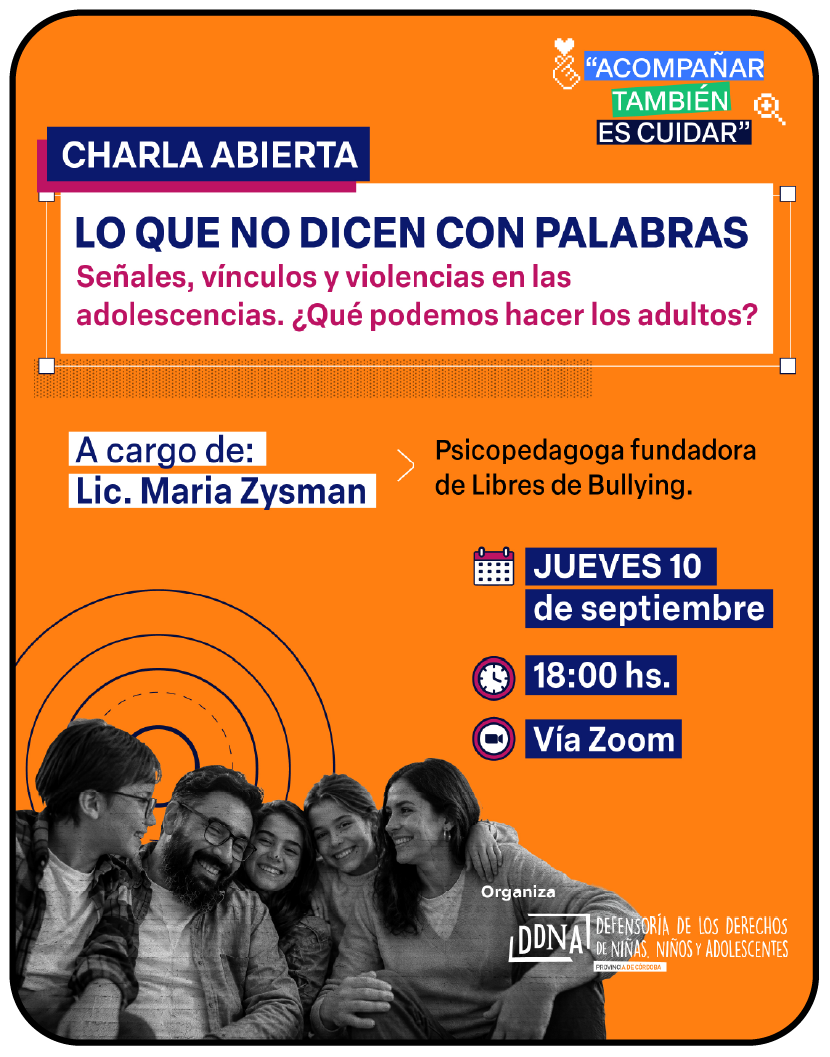 “ACOMPAÑAR
TAMBIÉN
ES CUIDAR”
CHARLA ABIERTA
LO QUE NO DICEN CON PALABRAS
Señales, vínculos y violencias en las
adolescencias. ¿Qué podemos hacer los adultos?
A cargo de:
Lic. Maria Zysman
Psicopedagoga fundadora
de Libres de Bullying.
JUEVES 10
de septiembre
18:00 hs.
Vía Zoom
Organiza
DDNA
DEFENSORÍA DE LOS DERECHOS
DE NIÑAS, NIÑOS Y ADOLESCENTES
PROVINCIA DE CÓRDOBA